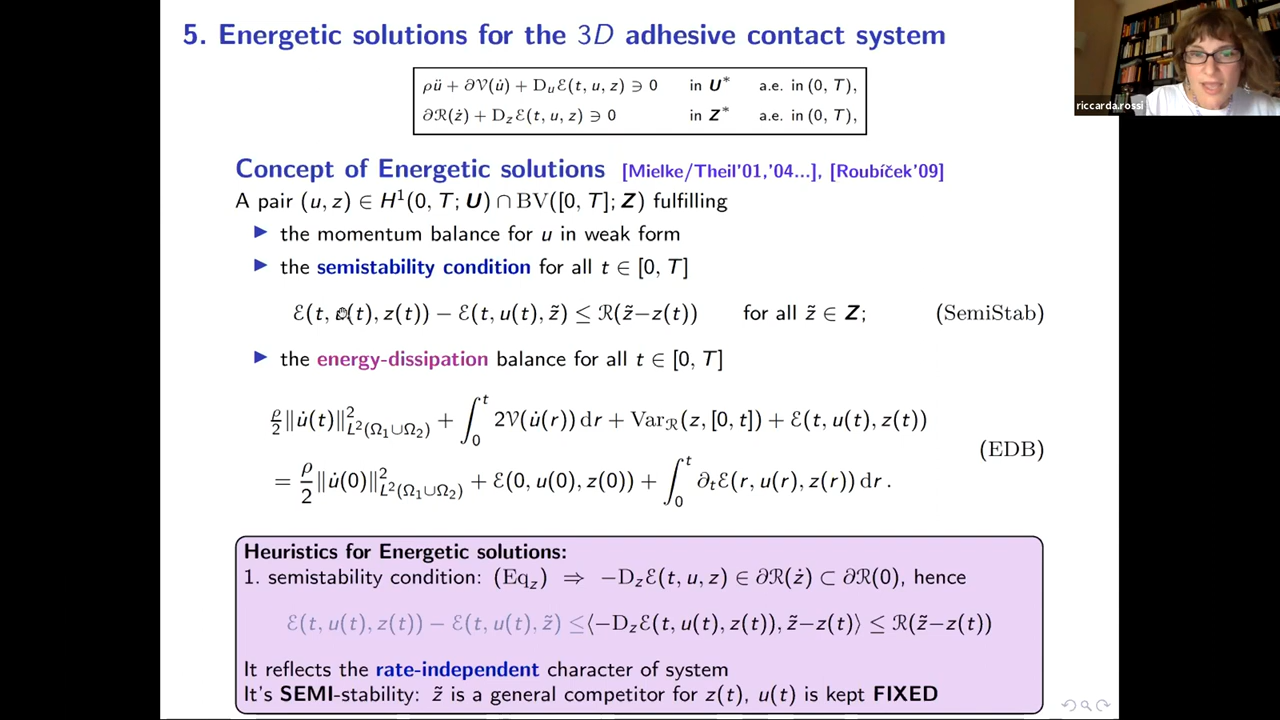 5. Energetic solutions for the 3D adhesive contact system
ρü + ∂𝒱(u̇) + D_uℰ(t, u, z) ∋ 0 in U* a.e. in (0, T),
∂ℛ(ż) + D_zℰ(t, u, z) ∋ 0 in Z* a.e. in (0, T),
riccarda.rossi
Concept of Energetic solutions [Mielke/Theil'01,'04...], [Roubíček'09]
A pair (u, z) ∈ H¹(0, T; U) ∩ BV([0, T]; Z) fulfilling
▶ the momentum balance for u in weak form
▶ the semistability condition for all t ∈ [0, T]
ℰ(t, u(t), z(t)) − ℰ(t, u(t), z̃) ≤ ℛ(z̃−z(t)) for all z̃ ∈ Z; (SemiStab)
▶ the energy-dissipation balance for all t ∈ [0, T]
ρ/2 ‖u̇(t)‖²_{L²(Ω₁∪Ω₂)} + ∫₀ᵗ 2𝒱(u̇(r)) dr + Var_ℛ(z, [0, t]) + ℰ(t, u(t), z(t))
(EDB)
= ρ/2 ‖u̇(0)‖²_{L²(Ω₁∪Ω₂)} + ℰ(0, u(0), z(0)) + ∫₀ᵗ ∂ₜℰ(r, u(r), z(r)) dr .
Heuristics for Energetic solutions:
1. semistability condition: (Eq_z) ⇒ −D_zℰ(t, u, z) ∈ ∂ℛ(ż) ⊂ ∂ℛ(0), hence
ℰ(t, u(t), z(t)) − ℰ(t, u(t), z̃) ≤⟨−D_zℰ(t, u(t), z(t)), z̃−z(t)⟩ ≤ ℛ(z̃−z(t))
It reflects the rate-independent character of system
It's SEMI-stability: z̃ is a general competitor for z(t), u(t) is kept FIXED